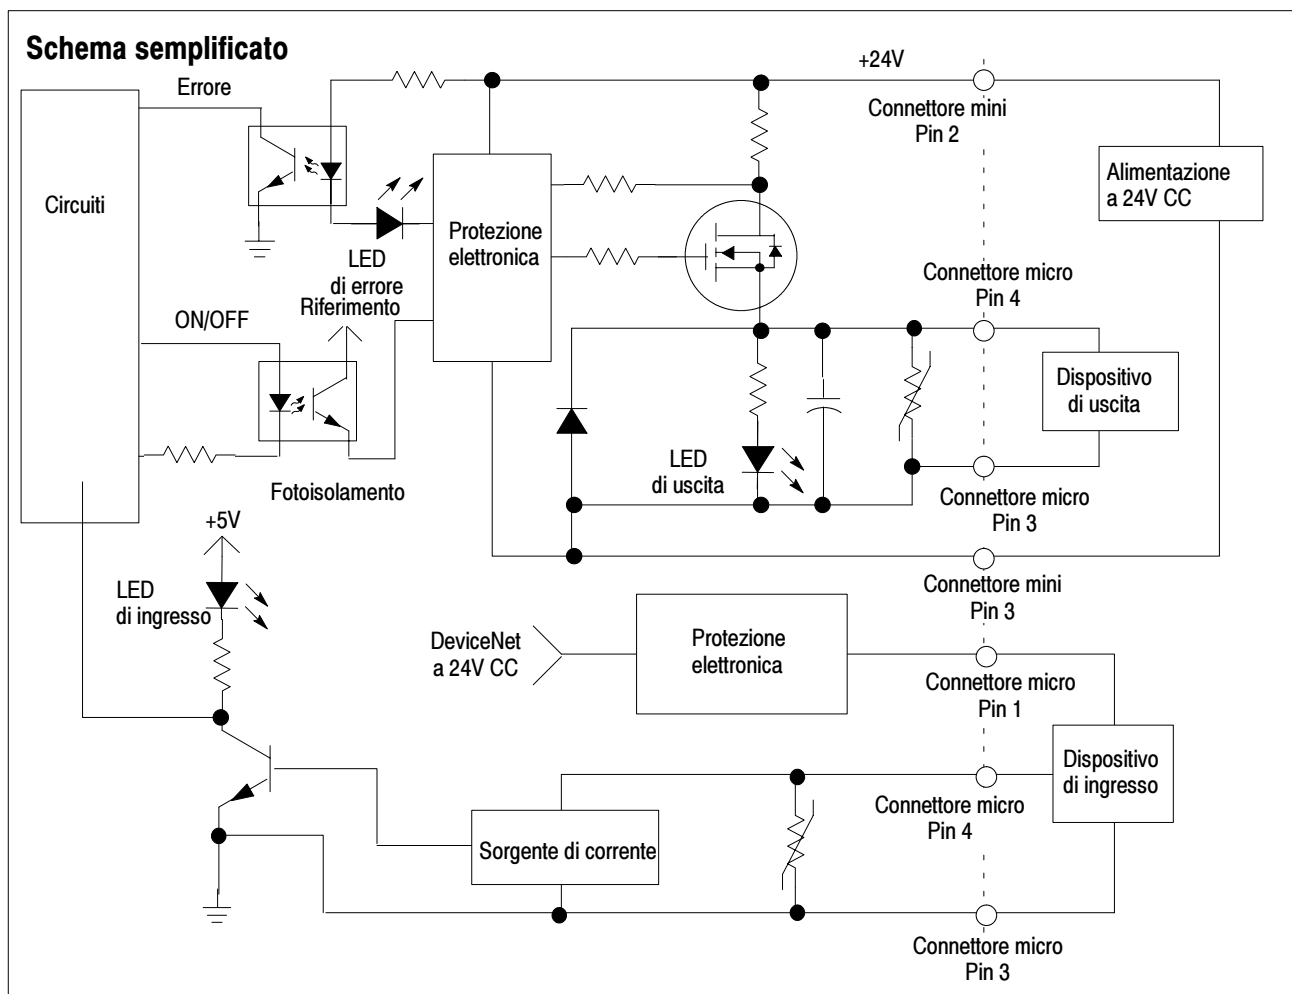 Schema semplificato
Errore
+24V
Connettore mini
Pin 2
Alimentazione
a 24V CC
Circuiti
Protezione
elettronica
LED
di errore
Riferimento
Connettore micro
Pin 4
ON/OFF
Dispositivo
di uscita
LED
di uscita
Fotoisolamento
Connettore micro
Pin 3
+5V
LED
di ingresso
Connettore mini
Pin 3
DeviceNet
a 24V CC
Protezione
elettronica
Connettore micro
Pin 1
Dispositivo
di ingresso
Connettore micro
Pin 4
Sorgente di corrente
Connettore micro
Pin 3